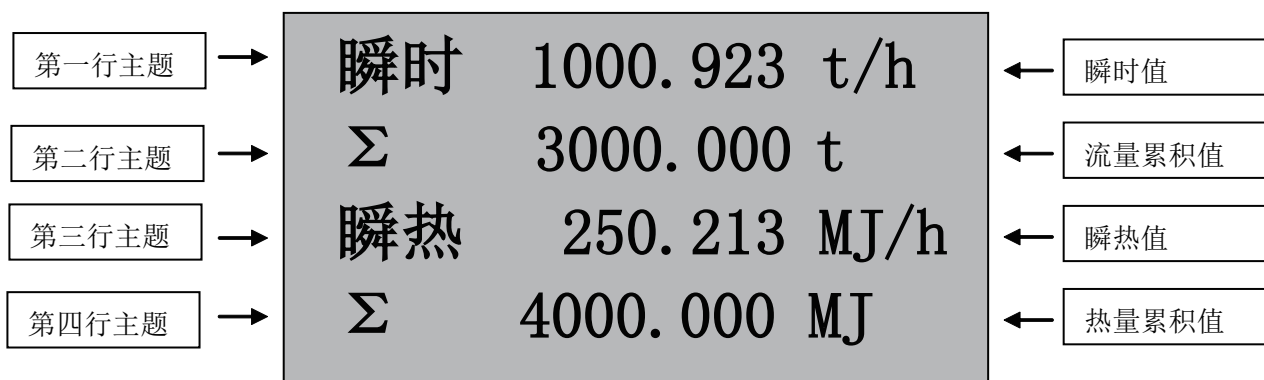 第一行主题 瞬时 1000.923 t/h 瞬时值
第二行主题 Σ 3000.000 t 流量累积值
第三行主题 瞬热 250.213 MJ/h 瞬热值
第四行主题 Σ 4000.000 MJ 热量累积值